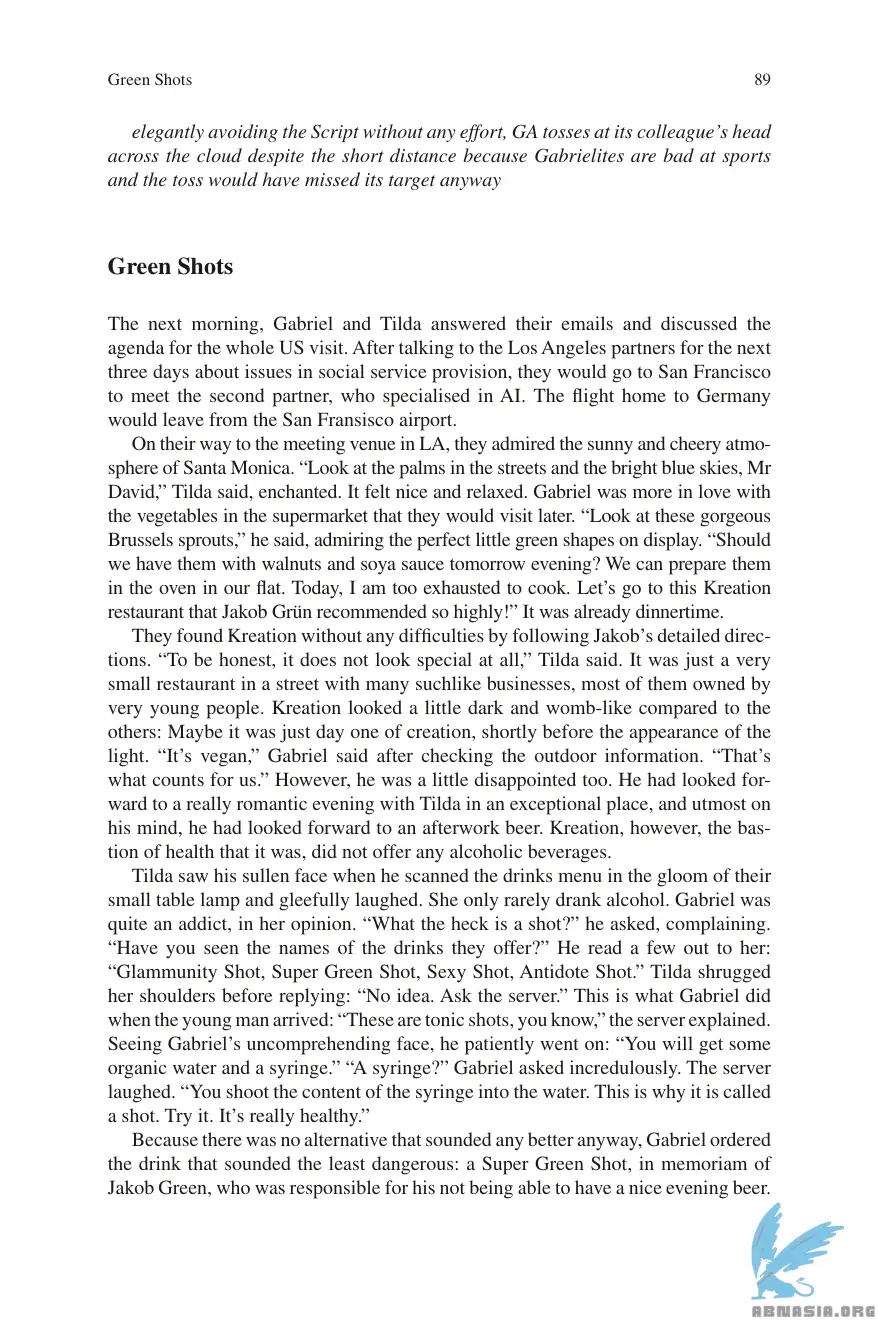 Green Shots 89
elegantly avoiding the Script without any effort, GA tosses at its colleague’s head
across the cloud despite the short distance because Gabrielites are bad at sports
and the toss would have missed its target anyway
Green Shots
The next morning, Gabriel and Tilda answered their emails and discussed the
agenda for the whole US visit. After talking to the Los Angeles partners for the next
three days about issues in social service provision, they would go to San Francisco
to meet the second partner, who specialised in AI. The flight home to Germany
would leave from the San Fransisco airport.
On their way to the meeting venue in LA, they admired the sunny and cheery atmo-
sphere of Santa Monica. “Look at the palms in the streets and the bright blue skies, Mr
David,” Tilda said, enchanted. It felt nice and relaxed. Gabriel was more in love with
the vegetables in the supermarket that they would visit later. “Look at these gorgeous
Brussels sprouts,” he said, admiring the perfect little green shapes on display. “Should
we have them with walnuts and soya sauce tomorrow evening? We can prepare them
in the oven in our flat. Today, I am too exhausted to cook. Let’s go to this Kreation
restaurant that Jakob Grün recommended so highly!” It was already dinnertime.
They found Kreation without any difficulties by following Jakob’s detailed direc-
tions. “To be honest, it does not look special at all,” Tilda said. It was just a very
small restaurant in a street with many suchlike businesses, most of them owned by
very young people. Kreation looked a little dark and womb-like compared to the
others: Maybe it was just day one of creation, shortly before the appearance of the
light. “It’s vegan,” Gabriel said after checking the outdoor information. “That’s
what counts for us.” However, he was a little disappointed too. He had looked for-
ward to a really romantic evening with Tilda in an exceptional place, and utmost on
his mind, he had looked forward to an afterwork beer. Kreation, however, the bas-
tion of health that it was, did not offer any alcoholic beverages.
Tilda saw his sullen face when he scanned the drinks menu in the gloom of their
small table lamp and gleefully laughed. She only rarely drank alcohol. Gabriel was
quite an addict, in her opinion. “What the heck is a shot?” he asked, complaining.
“Have you seen the names of the drinks they offer?” He read a few out to her:
“Glammunity Shot, Super Green Shot, Sexy Shot, Antidote Shot.” Tilda shrugged
her shoulders before replying: “No idea. Ask the server.” This is what Gabriel did
when the young man arrived: “These are tonic shots, you know,” the server explained.
Seeing Gabriel’s uncomprehending face, he patiently went on: “You will get some
organic water and a syringe.” “A syringe?” Gabriel asked incredulously. The server
laughed. “You shoot the content of the syringe into the water. This is why it is called
a shot. Try it. It’s really healthy.”
Because there was no alternative that sounded any better anyway, Gabriel ordered
the drink that sounded the least dangerous: a Super Green Shot, in memoriam of
Jakob Green, who was responsible for his not being able to have a nice evening beer.
ABNASIA.ORG